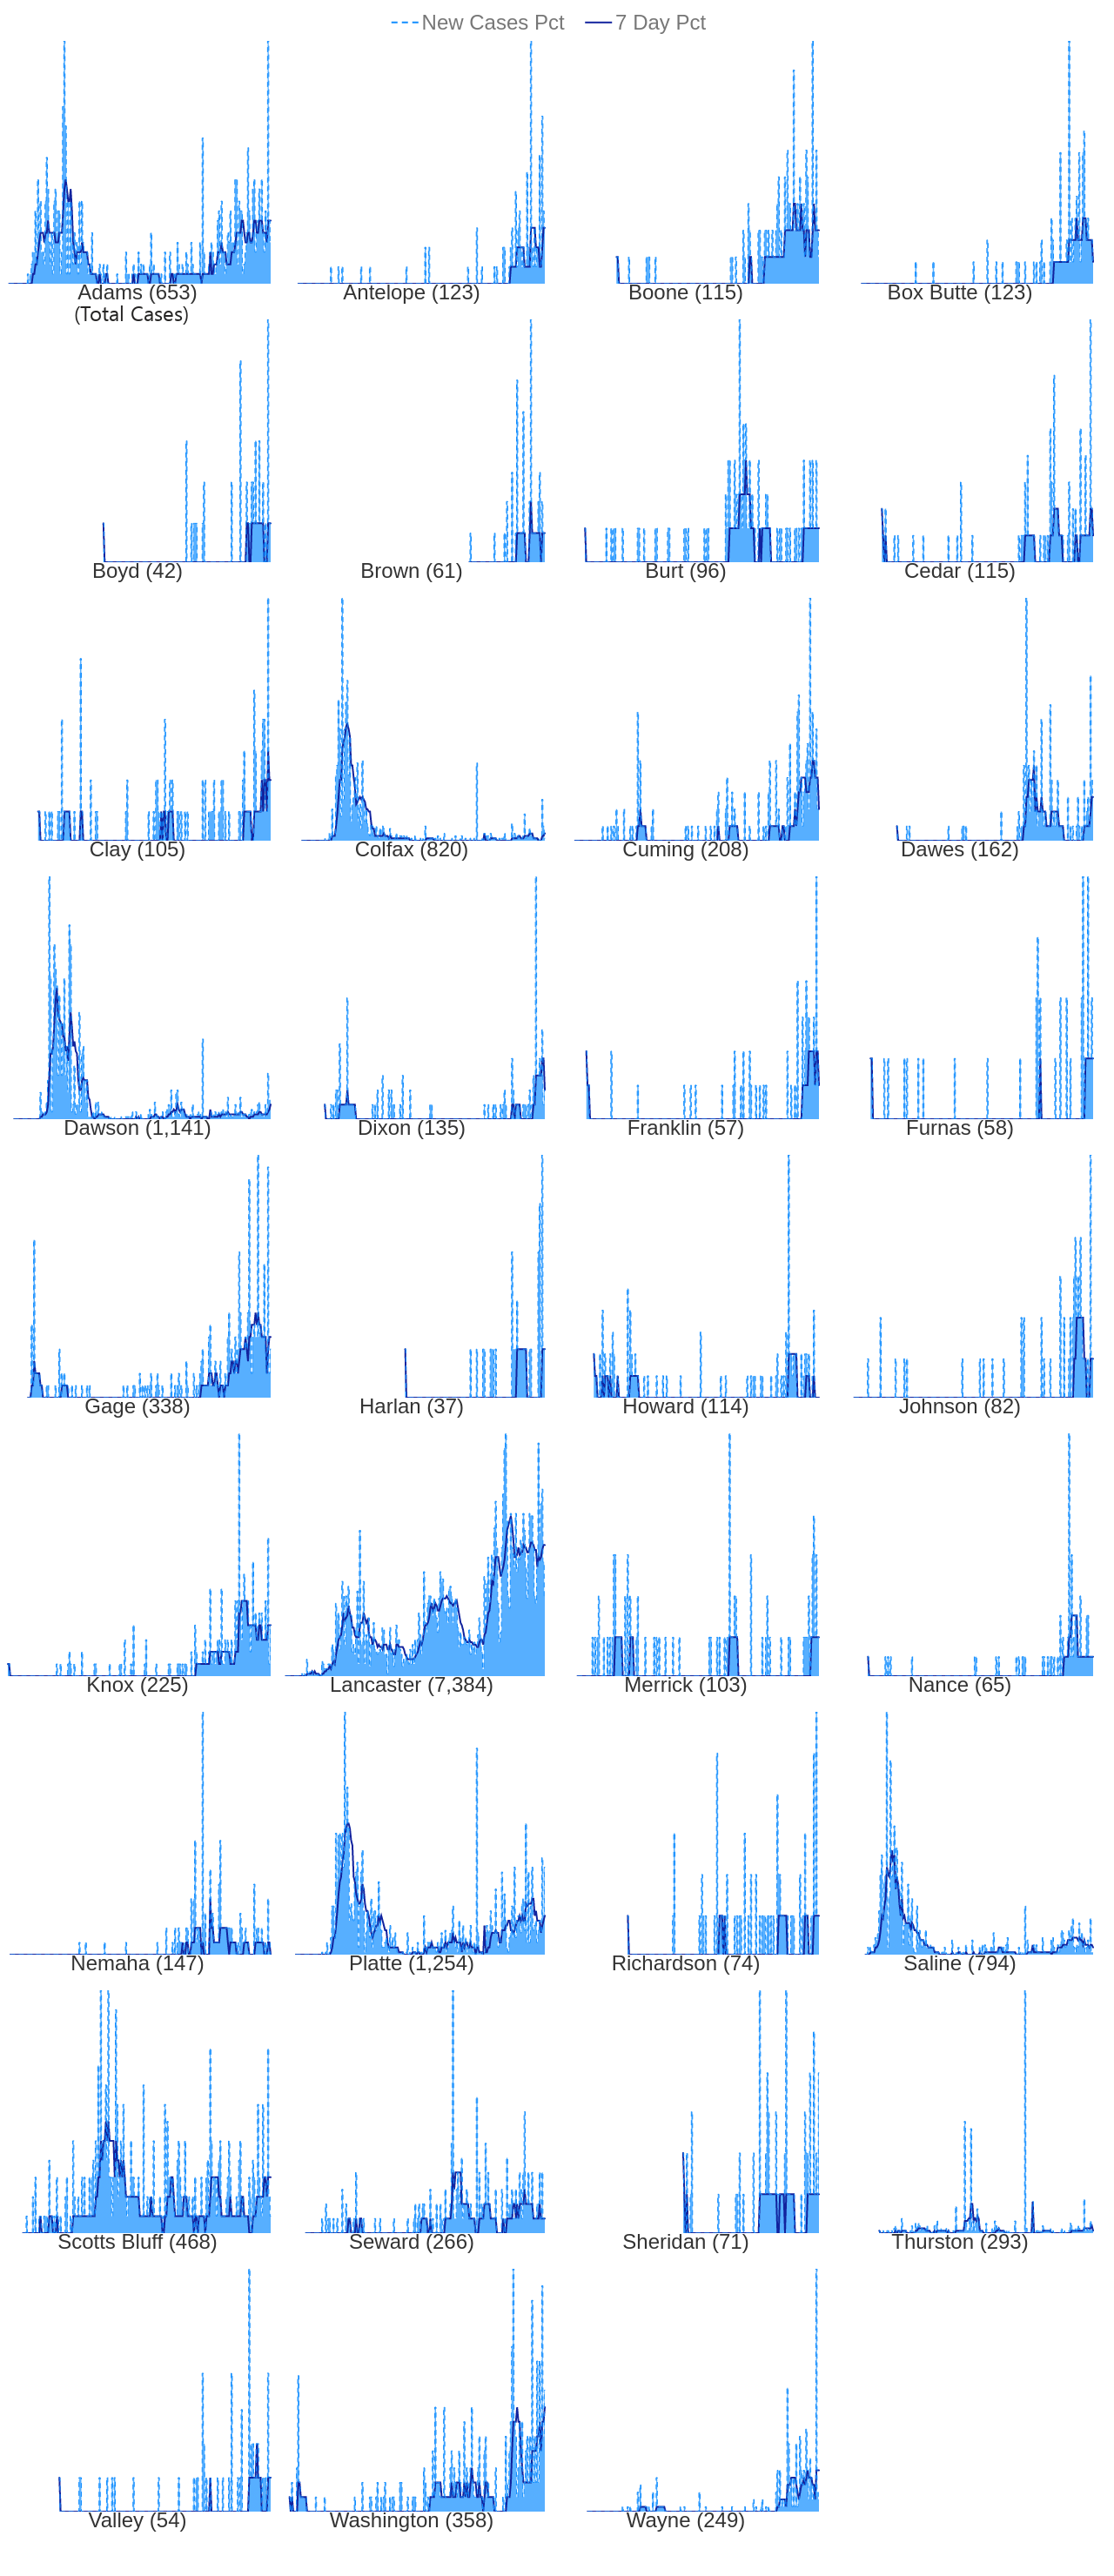 New Cases Pct 7 Day Pct
Adams (653) Antelope (123) Boone (115) Box Butte (123)
(Total Cases)
Boyd (42) Brown (61) Burt (96) Cedar (115)
Clay (105) Colfax (820) Cuming (208) Dawes (162)
Dawson (1,141) Dixon (135) Franklin (57) Furnas (58)
Gage (338) Harlan (37) Howard (114) Johnson (82)
Knox (225) Lancaster (7,384) Merrick (103) Nance (65)
Nemaha (147) Platte (1,254) Richardson (74) Saline (794)
Scotts Bluff (468) Seward (266) Sheridan (71) Thurston (293)
Valley (54) Washington (358) Wayne (249)